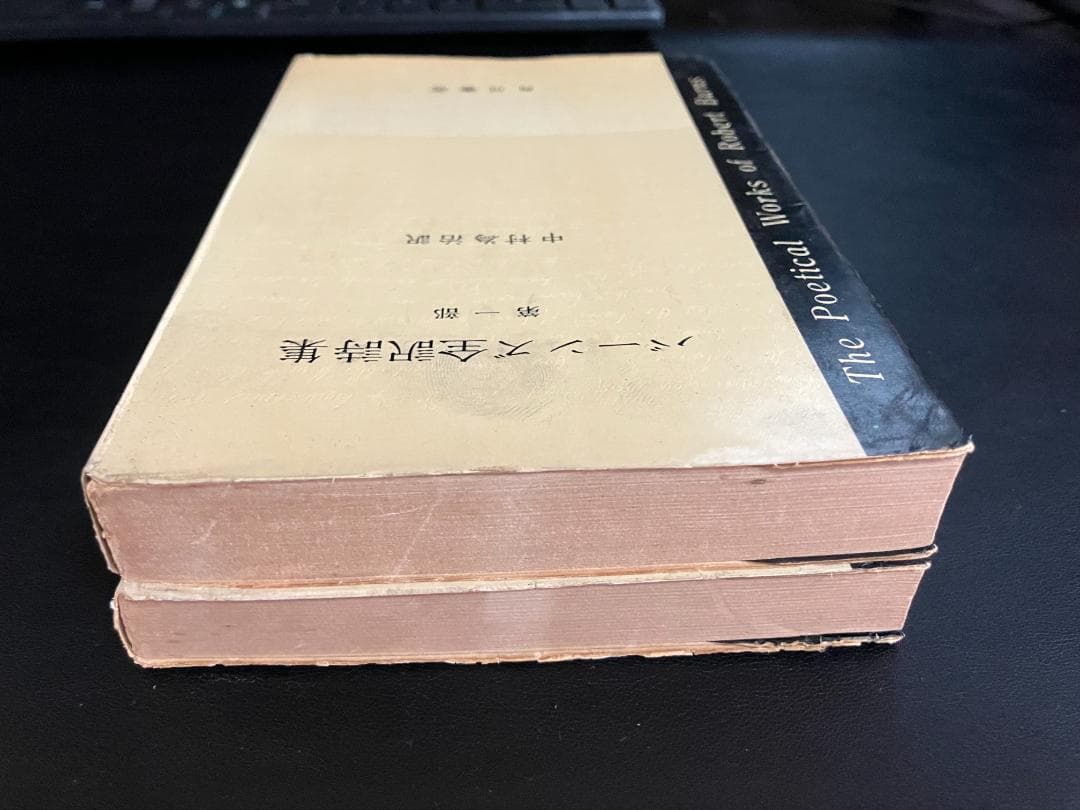 バーンズ全訳詩集
第一部
中村為治訳
The Poetical Works of Robert Burns